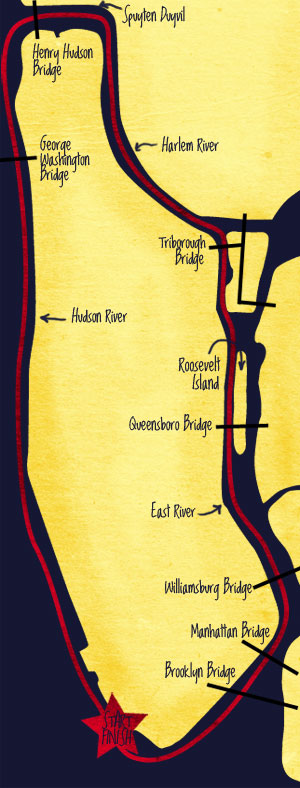 Spuyten Duyvil
Henry Hudson
Bridge
George
Washington
Bridge
Harlem River
Triborough
Bridge
Hudson River
Roosevelt
Island
Queensboro Bridge
East River
Williamsburg Bridge
Manhattan Bridge
Brooklyn Bridge
START
FINISH